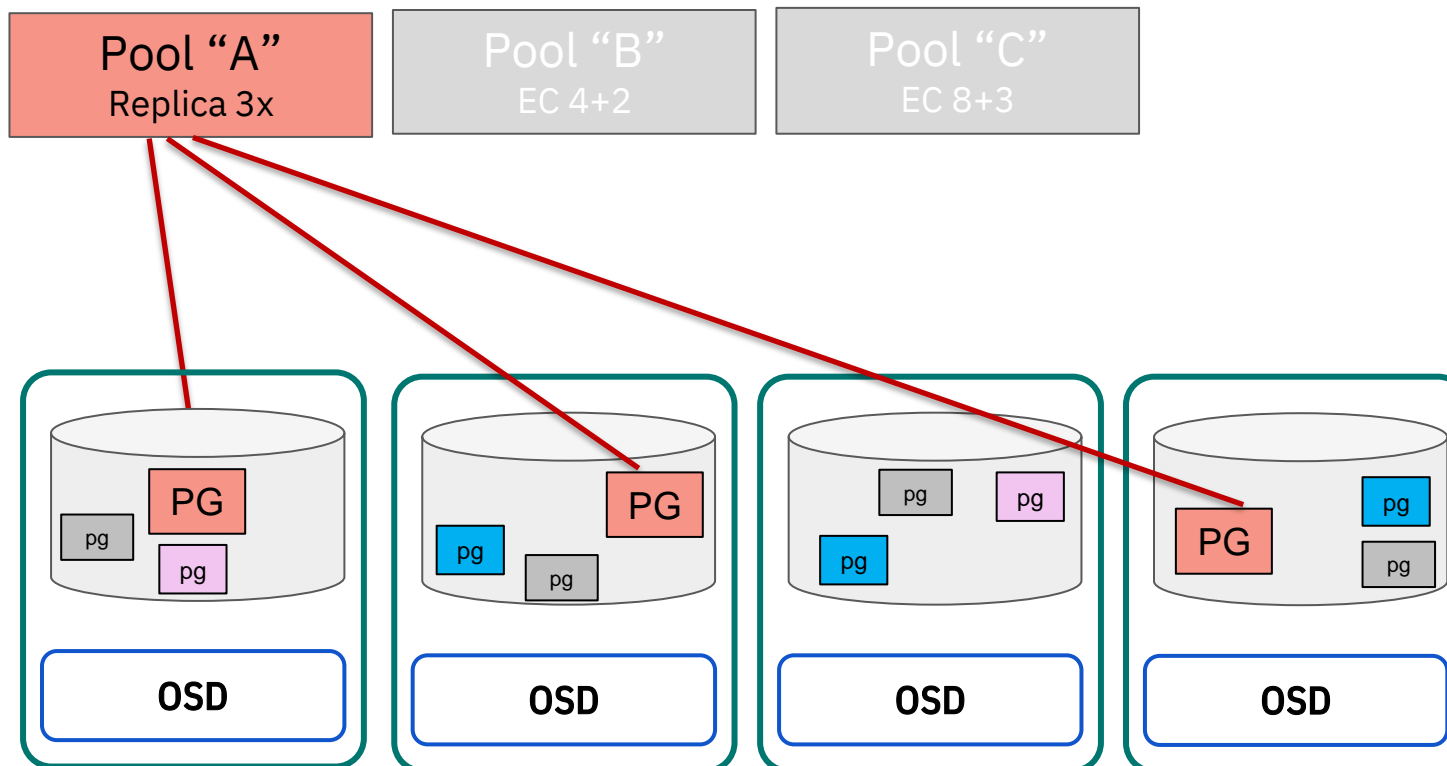 Pool “A”
Replica 3x
Pool “B”
EC 4+2
Pool “C”
EC 8+3
PG
pg
pg
PG
pg
pg
pg
pg
pg
PG
pg
pg
OSD
OSD
OSD
OSD